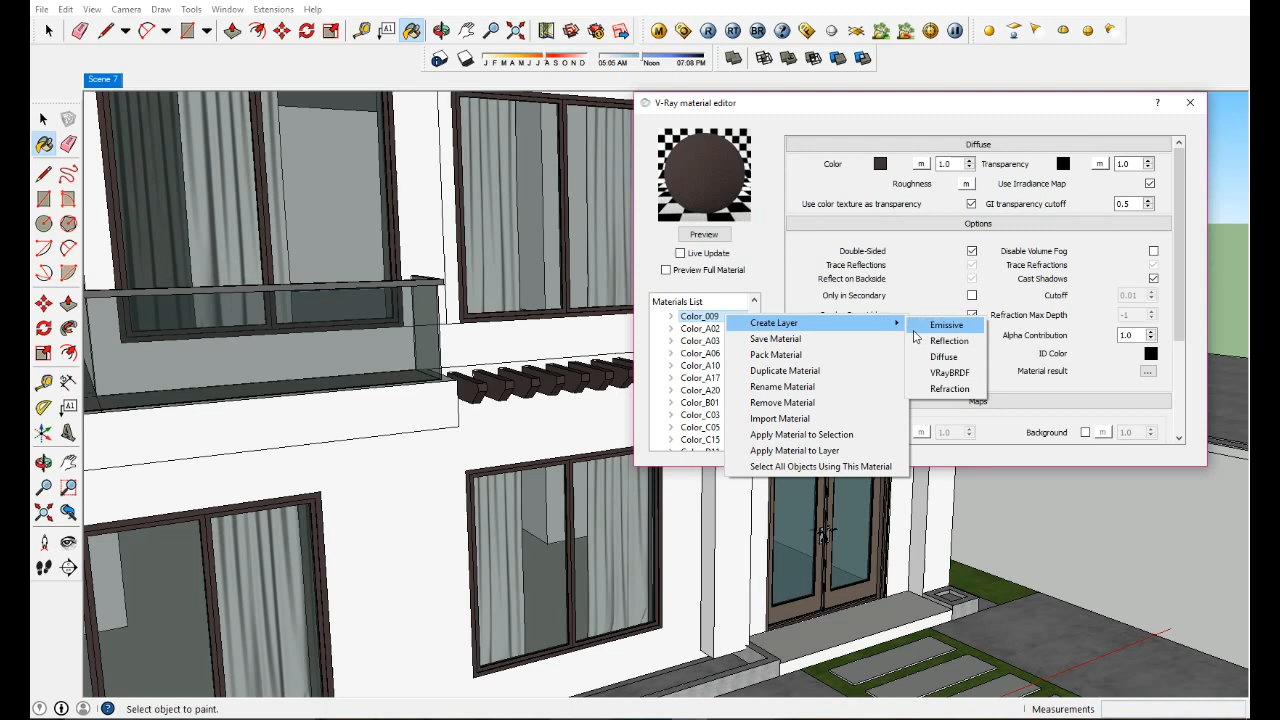 File Edit View Camera Draw Tools Window Extensions Help
M R RT BR
J F M A M J J A S O N D 05:05 AM Noon 07:08 PM
Scene 7
V-Ray material editor ? ×
Diffuse
Color m 1.0 Transparency m 1.0
Roughness m Use Irradiance Map
Use color texture as transparency GI transparency cutoff 0.5
Options
Preview
Live Update
Preview Full Material
Double-Sided Disable Volume Fog
Trace Reflections Trace Refractions
Reflect on Backside Cast Shadows
Only in Secondary Cutoff 0.01
Refraction Max Depth -1
Alpha Contribution 1.0
ID Color
Material result ...
Maps
m 1.0 Background m 1.0
Materials List
Color_009
Color_A02
Color_A03
Color_A06
Color_A10
Color_A17
Color_A20
Color_B01
Color_C03
Color_C05
Color_C15
Create Layer
Save Material
Pack Material
Duplicate Material
Rename Material
Remove Material
Import Material
Apply Material to Selection
Apply Material to Layer
Select All Objects Using This Material
Emissive
Reflection
Diffuse
VRayBRDF
Refraction
Select object to paint. Measurements